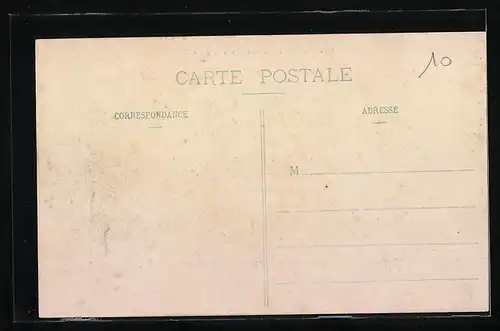 10
CARTE POSTALE
CORRESPONDANCE
ADRESSE
M